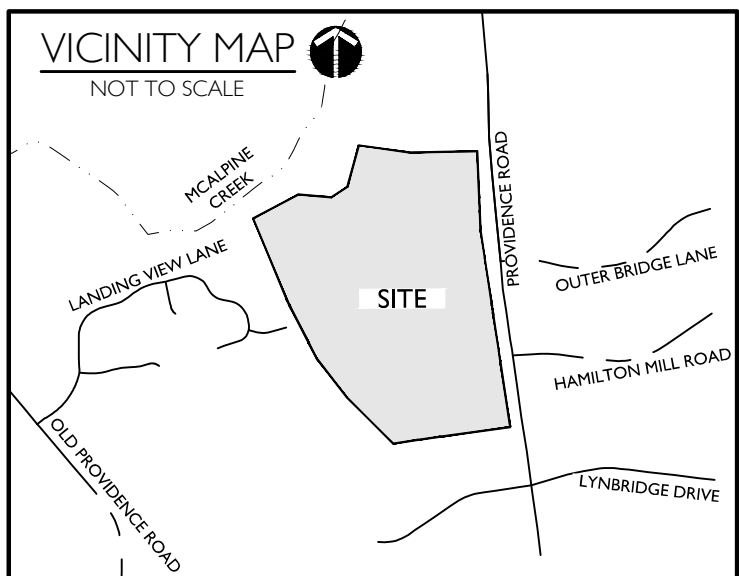 VICINITY MAP
NOT TO SCALE
MCALPINE
CREEK
PROVIDENCE ROAD
LANDING VIEW LANE
OUTER BRIDGE LANE
SITE
HAMILTON MILL ROAD
OLD PROVIDENCE ROAD
LYNBRIDGE DRIVE